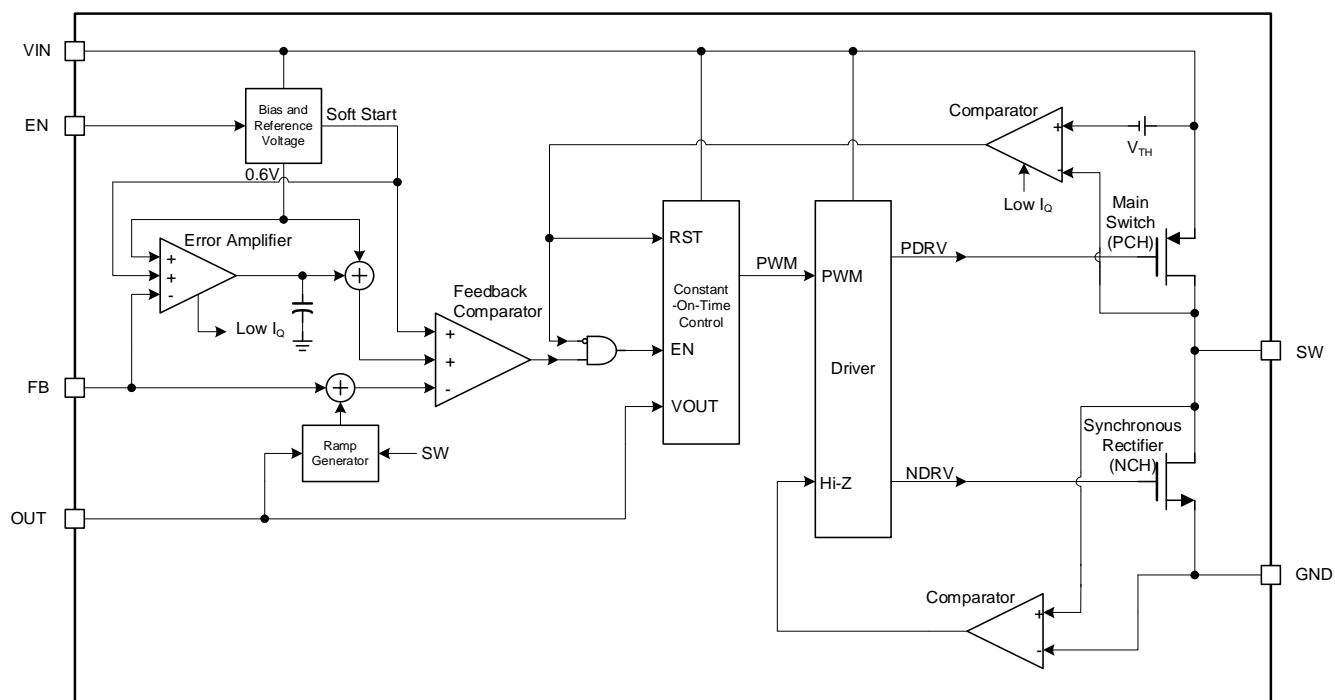 VIN
EN
Bias and
Reference
Voltage
Soft Start
0.6V
Comparator
+
-
VTH
Low IQ
Main
Switch
(PCH)
Error Amplifier
+
+
-
Low IQ
+
Feedback
Comparator
+
+
-
RST
Constant
-On-Time
Control
EN
VOUT
PWM
PWM
Driver
Hi-Z
PDRV
NDRV
SW
FB
+
Ramp
Generator
SW
Synchronous
Rectifier
(NCH)
OUT
GND
Comparator
+
-